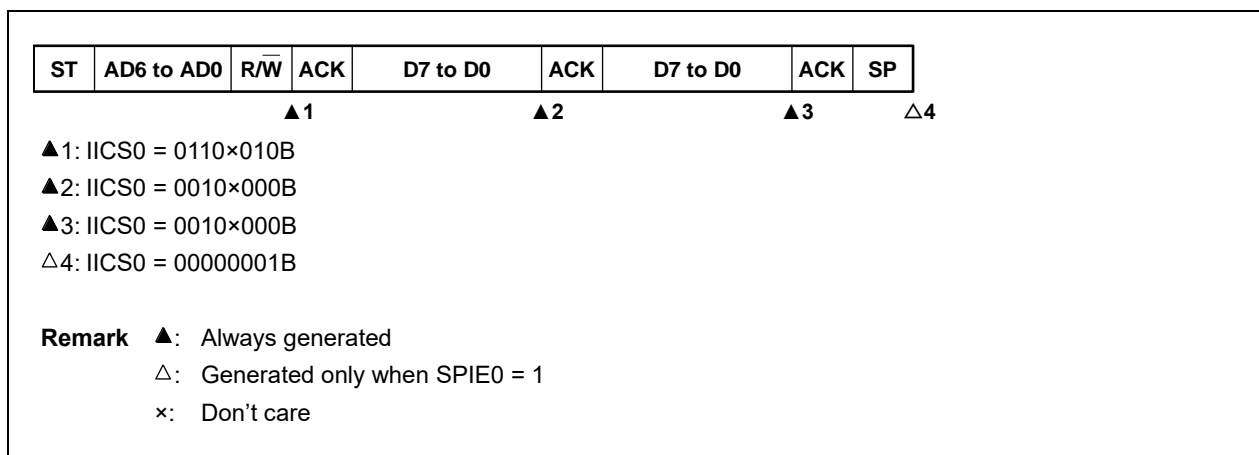 ST AD6 to AD0 R/W̅ ACK D7 to D0 ACK D7 to D0 ACK SP
▲1 ▲2 ▲3 △4
▲1: IICS0 = 0110×010B
▲2: IICS0 = 0010×000B
▲3: IICS0 = 0010×000B
△4: IICS0 = 00000001B
Remark ▲: Always generated
△: Generated only when SPIE0 = 1
×: Don't care